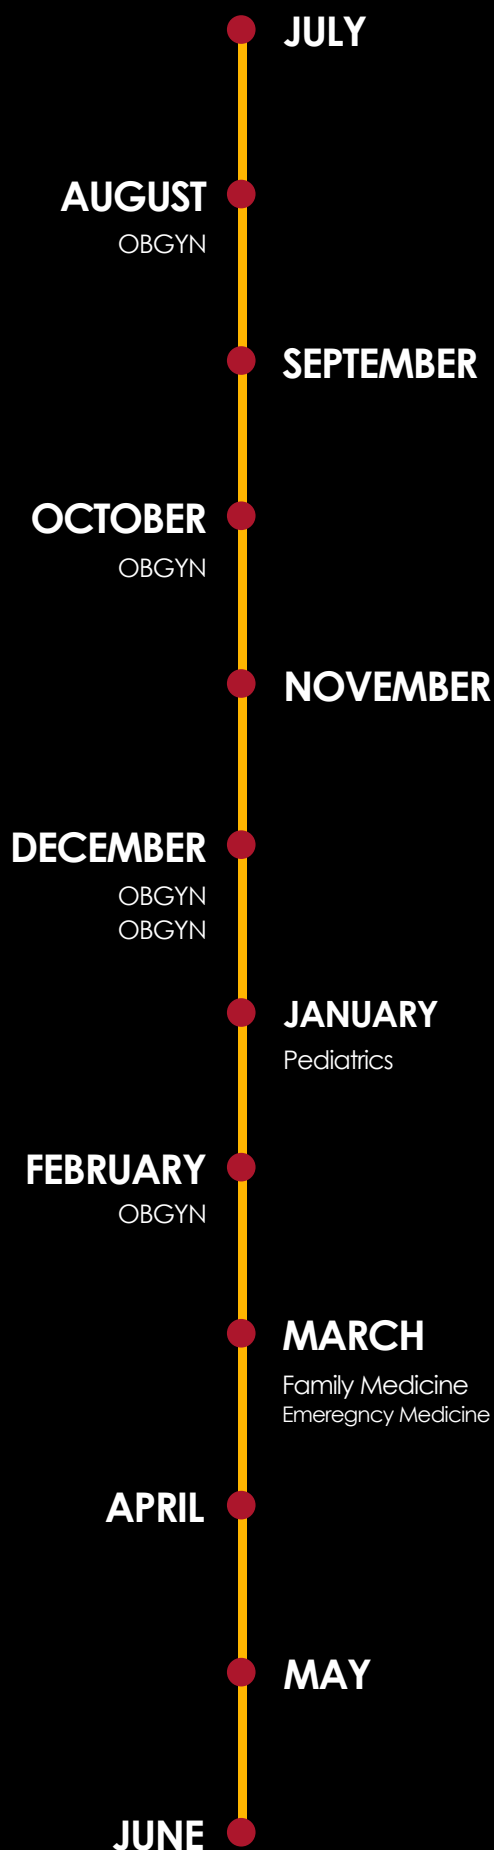 JULY
AUGUST
OBGYN
SEPTEMBER
OCTOBER
OBGYN
NOVEMBER
DECEMBER
OBGYN
OBGYN
JANUARY
Pediatrics
FEBRUARY
OBGYN
MARCH
Family Medicine
Emeregncy Medicine
APRIL
MAY
JUNE